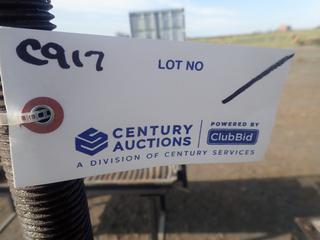 C917
LOT NO
CENTURY
AUCTIONS
POWERED BY
ClubBid
A DIVISION OF CENTURY SERVICES